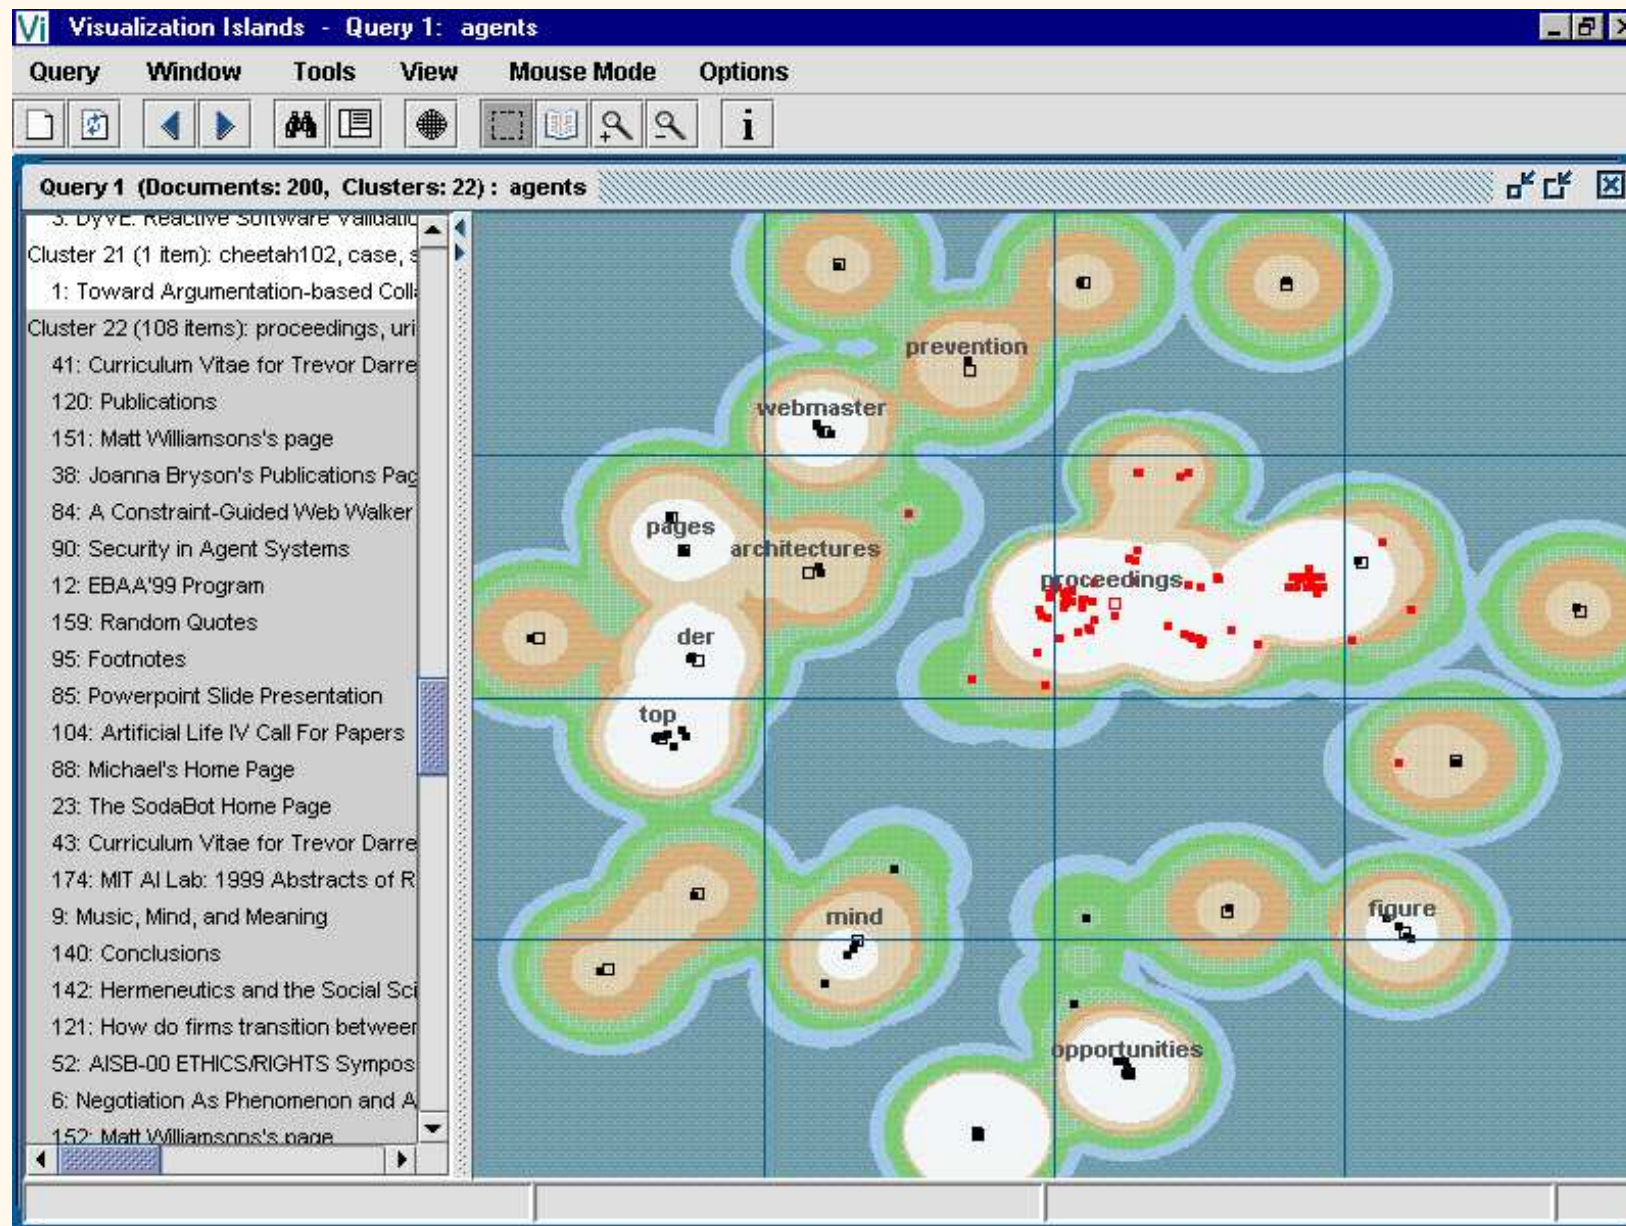 Vi Visualization Islands - Query 1: agents
Query Window Tools View Mouse Mode Options
i
Query 1 (Documents: 200, Clusters: 22) : agents
3: DyVE: Reactive Software Validatio
Cluster 21 (1 item): cheetah102, case, s
1: Toward Argumentation-based Coll
Cluster 22 (108 items): proceedings, uri
41: Curriculum Vitae for Trevor Darre
120: Publications
151: Matt Williamsons's page
38: Joanna Bryson's Publications Pag
84: A Constraint-Guided Web Walker
90: Security in Agent Systems
12: EBAA'99 Program
159: Random Quotes
95: Footnotes
85: Powerpoint Slide Presentation
104: Artificial Life IV Call For Papers
88: Michael's Home Page
23: The SodaBot Home Page
43: Curriculum Vitae for Trevor Darre
174: MIT AI Lab: 1999 Abstracts of R
9: Music, Mind, and Meaning
140: Conclusions
142: Hermeneutics and the Social Sci
121: How do firms transition between
52: AISB-00 ETHICS/RIGHTS Sympos
6: Negotiation As Phenomenon and A
152: Matt Williamsons's page
prevention
webmaster
pages
architectures
proceedings
der
top
mind
figure
opportunities